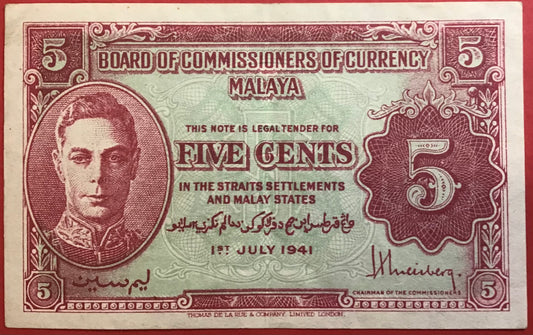 5 5
BOARD OF COMMISSIONERS OF CURRENCY
MALAYA
THIS NOTE IS LEGAL TENDER FOR
FIVE CENTS
5
IN THE STRAITS SETTLEMENTS
AND MALAY STATES
1ST JULY 1941
ليم سين
CHAIRMAN OF THE COMMISSIONERS
5 5
THOMAS DE LA RUE & COMPANY, LIMITED LONDON.